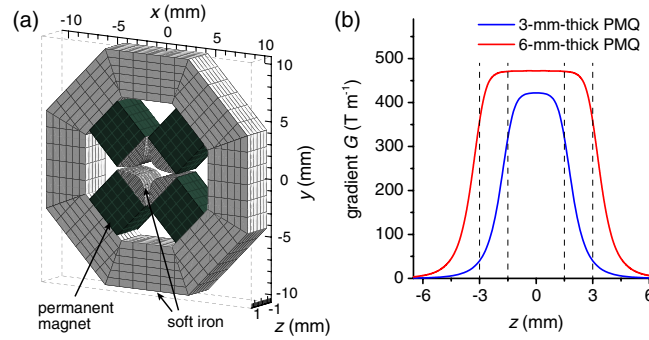 (a)
x (mm)
-10 -5 0 5 10
10
5
0
-5
-10
y (mm)
1 -1
z (mm)
permanent
magnet
soft iron
(b)
3-mm-thick PMQ
6-mm-thick PMQ
500
400
300
200
100
0
gradient G (T m⁻¹)
-6 -3 0 3 6
z (mm)